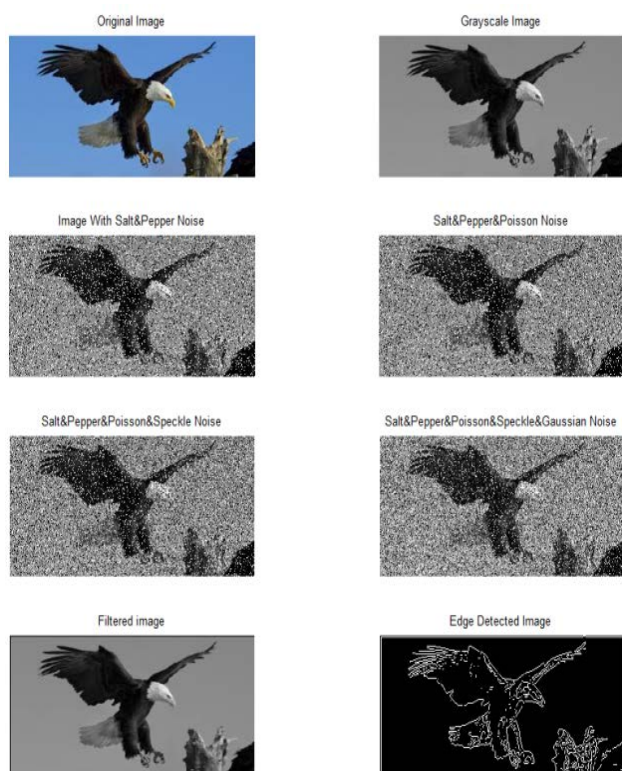 Original Image
Grayscale Image
Image With Salt&Pepper Noise
Salt&Pepper&Poisson Noise
Salt&Pepper&Poisson&Speckle Noise
Salt&Pepper&Poisson&Speckle&Gaussian Noise
Filtered image
Edge Detected Image